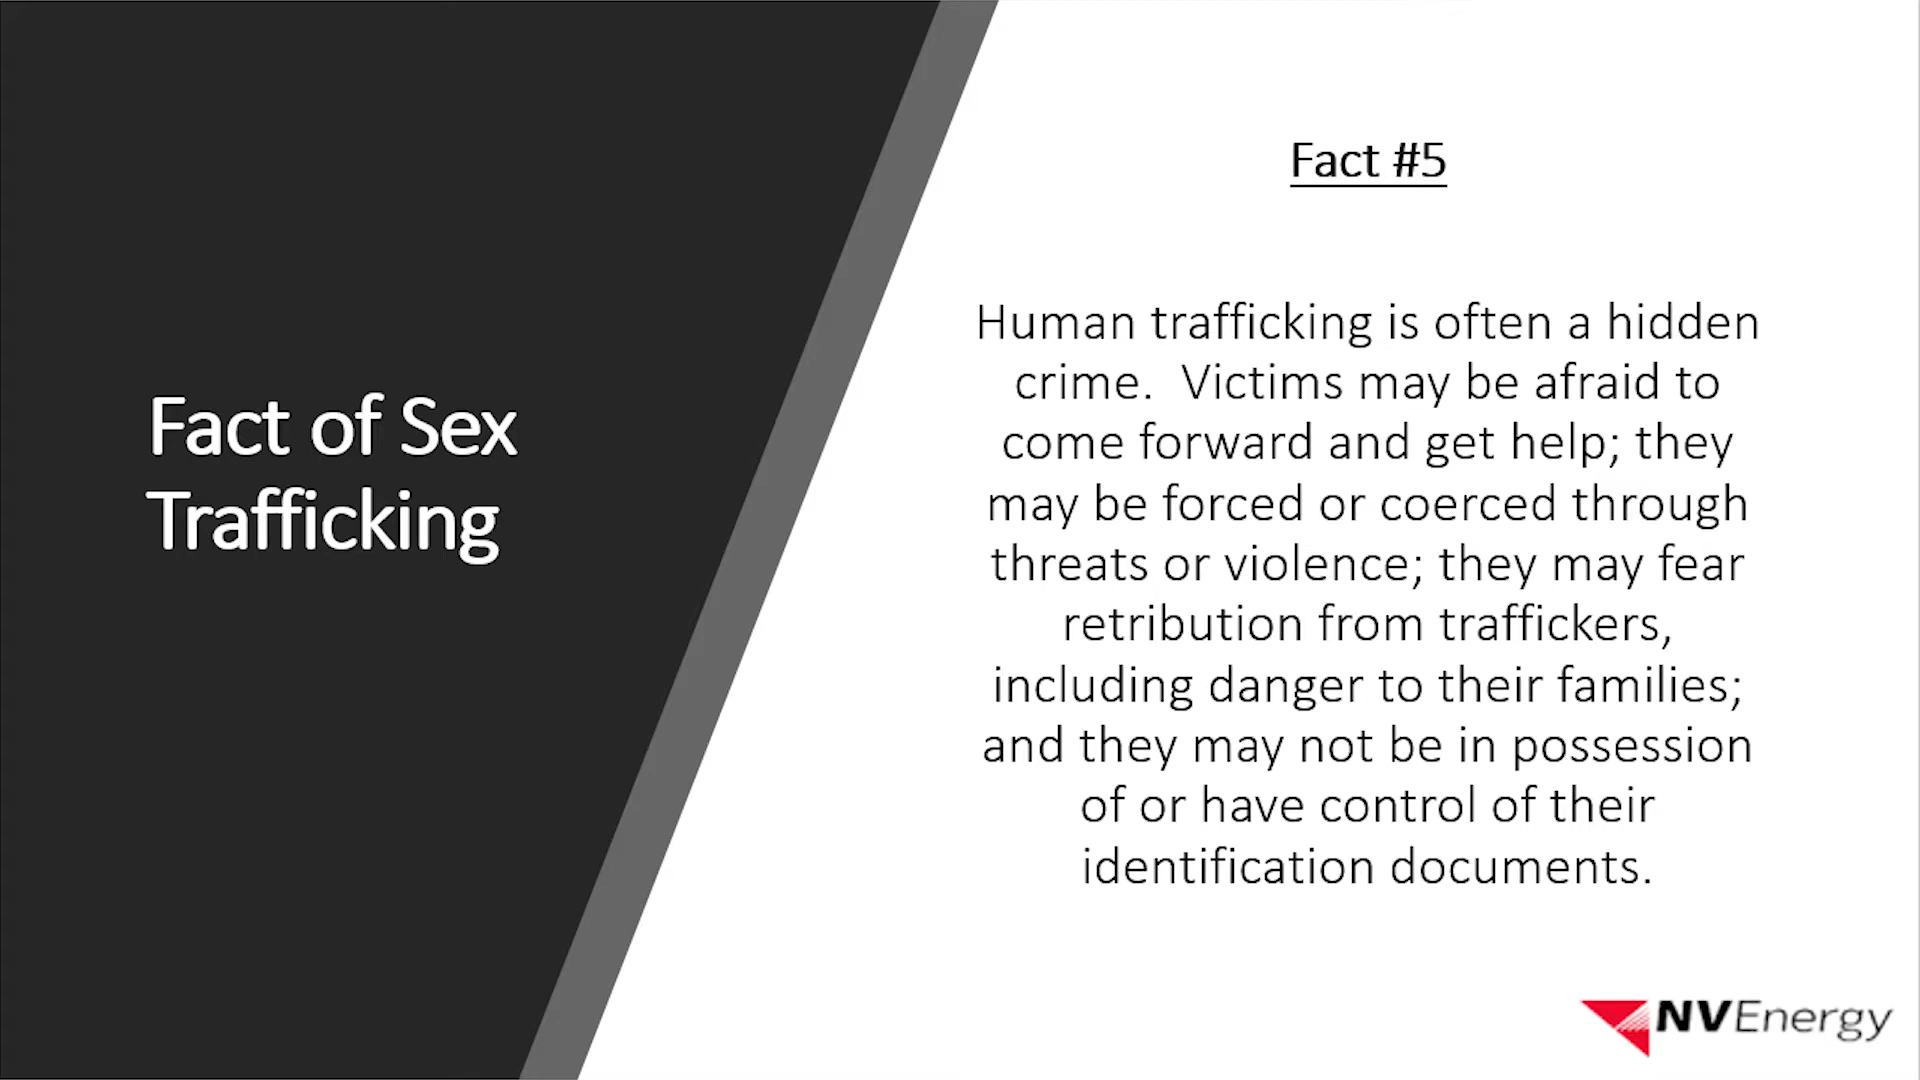 Fact of Sex
Trafficking
Fact #5
Human trafficking is often a hidden
crime.  Victims may be afraid to
come forward and get help; they
may be forced or coerced through
threats or violence; they may fear
retribution from traffickers,
including danger to their families;
and they may not be in possession
of or have control of their
identification documents.
NVEnergy